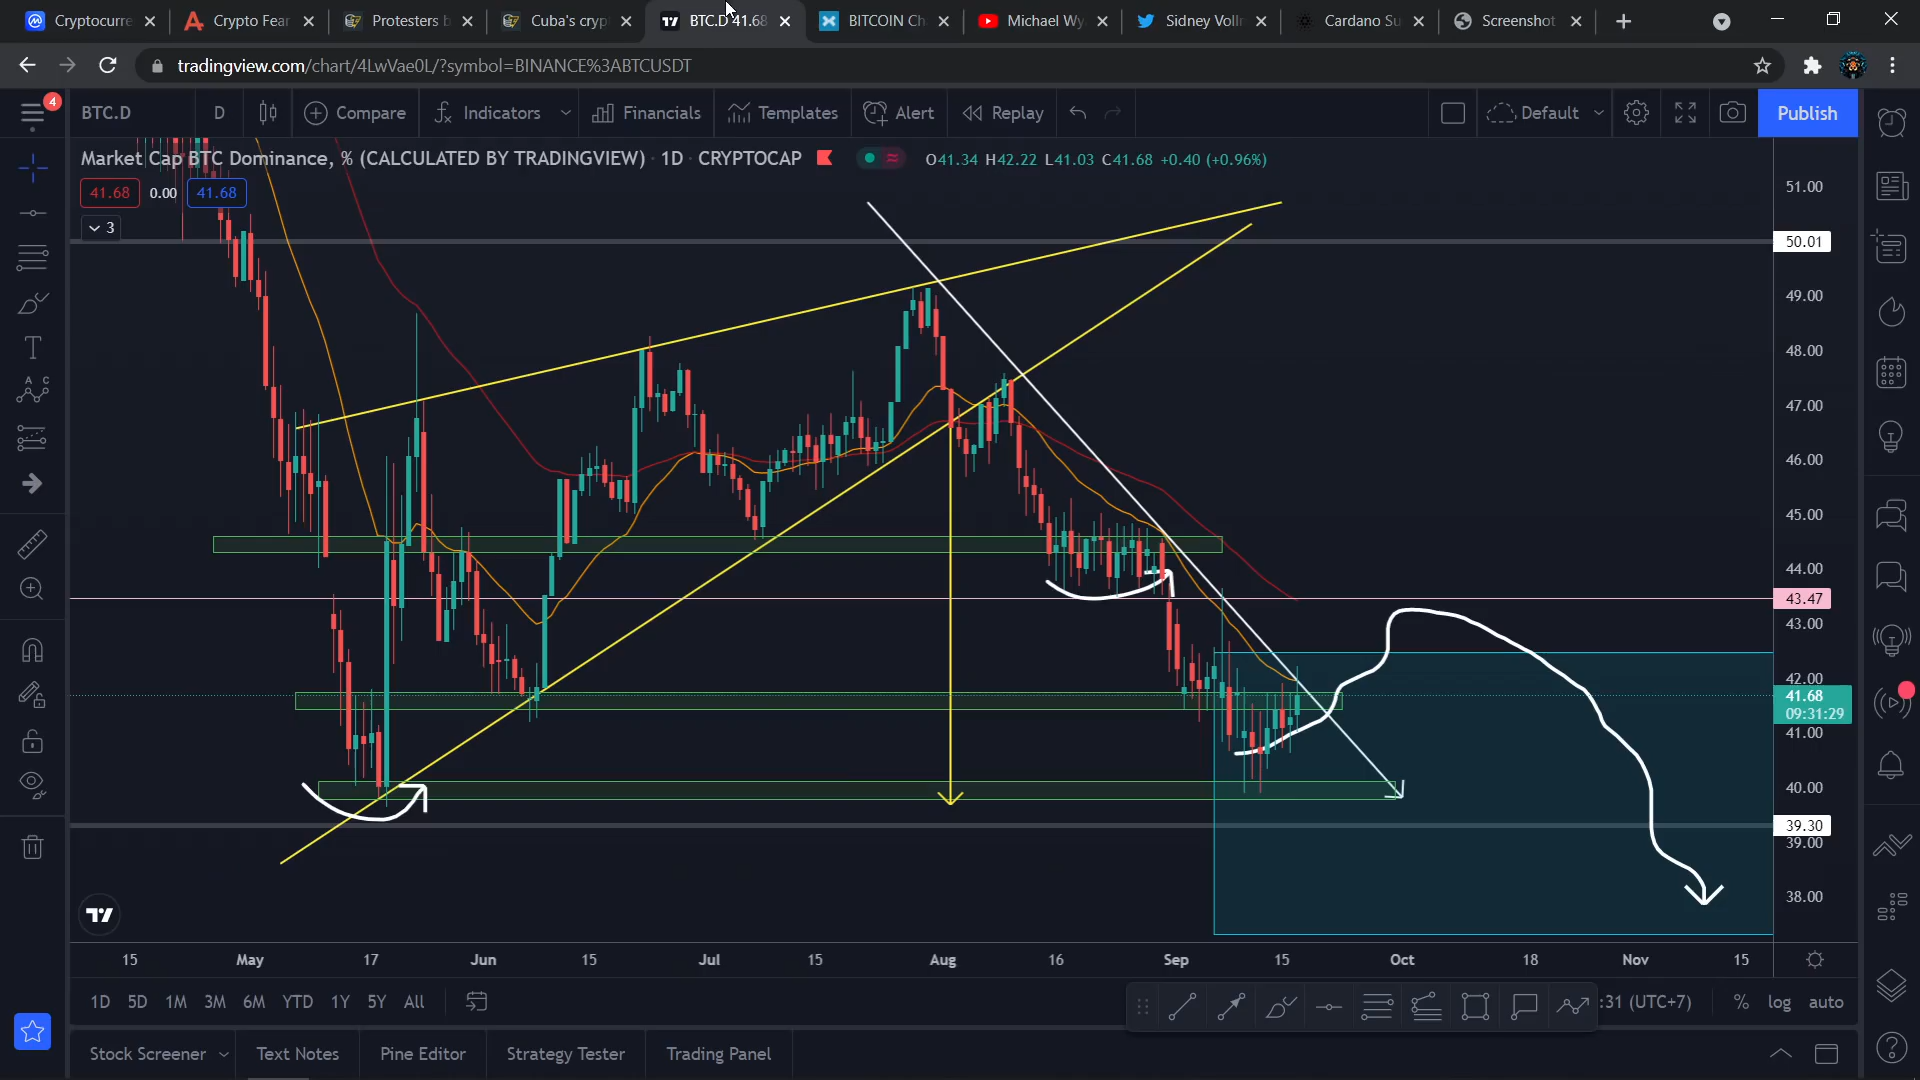 Cryptocurre
Crypto Fear
Protesters b
Cuba's cryp
BTC.D 41.68
BITCOIN Ch
Michael Wy
Sidney Vollr
Cardano Su
Screenshot
tradingview.com/chart/4LwVae0L/?symbol=BINANCE%3ABTCUSDT
4
BTC.D
D
Compare
Indicators
Financials
Templates
Alert
Replay
Default
Publish
Market Cap BTC Dominance, % (CALCULATED BY TRADINGVIEW) · 1D · CRYPTOCAP
O41.34 H42.22 L41.03 C41.68 +0.40 (+0.96%)
41.68 0.00 41.68
3
51.00
50.01
49.00
48.00
47.00
46.00
45.00
44.00
43.47
43.00
42.00
41.68
09:31:29
41.00
40.00
39.30
39.00
38.00
15 May 17 Jun 15 Jul 15 Aug 16 Sep 15 Oct 18 Nov 15
1D 5D 1M 3M 6M YTD 1Y 5Y All
:31 (UTC+7) % log auto
Stock Screener
Text Notes
Pine Editor
Strategy Tester
Trading Panel